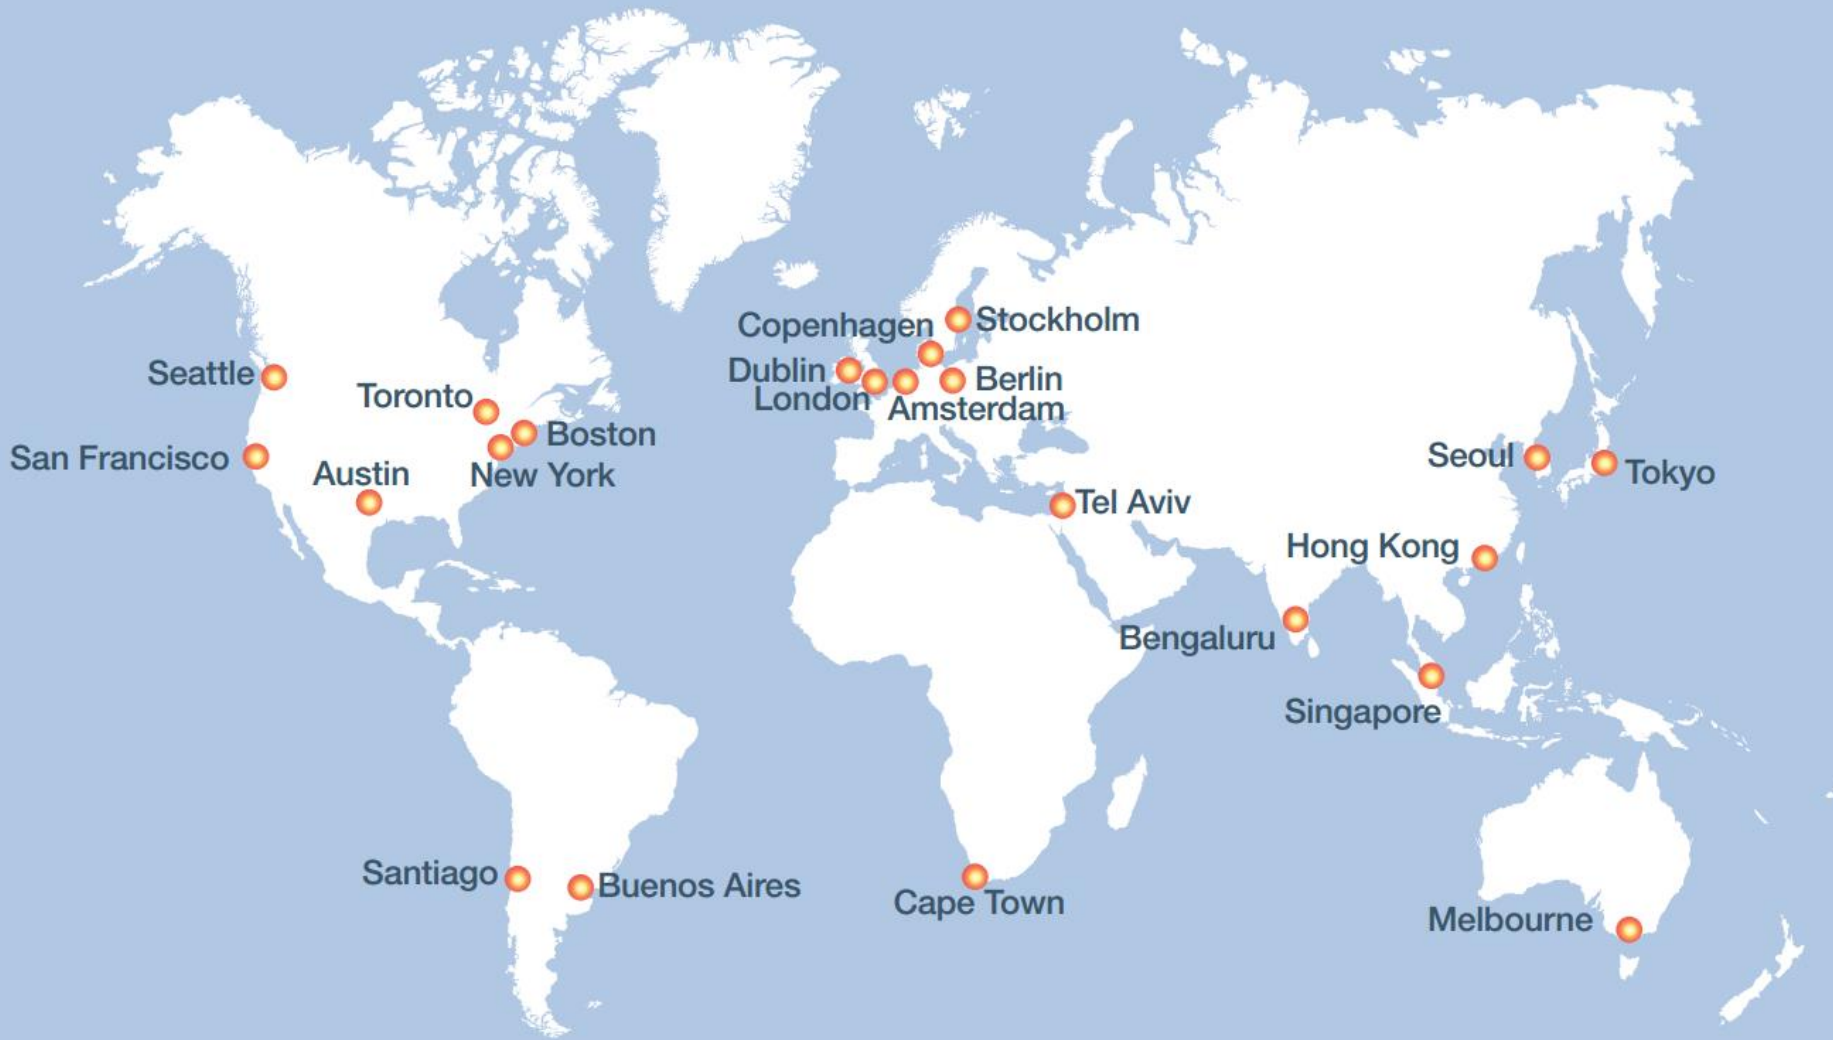 Copenhagen
Stockholm
Seattle
Dublin
Berlin
Toronto
London
Amsterdam
Boston
San Francisco
Austin
New York
Seoul
Tokyo
Tel Aviv
Hong Kong
Bengaluru
Singapore
Santiago
Buenos Aires
Cape Town
Melbourne